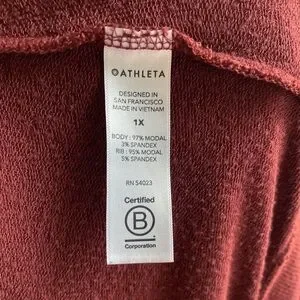 ATHLETA
DESIGNED IN
SAN FRANCISCO
MADE IN VIETNAM
1X
BODY : 97% MODAL
3% SPANDEX
RIB : 95% MODAL
5% SPANDEX
RN 54023
Certified
B
Corporation